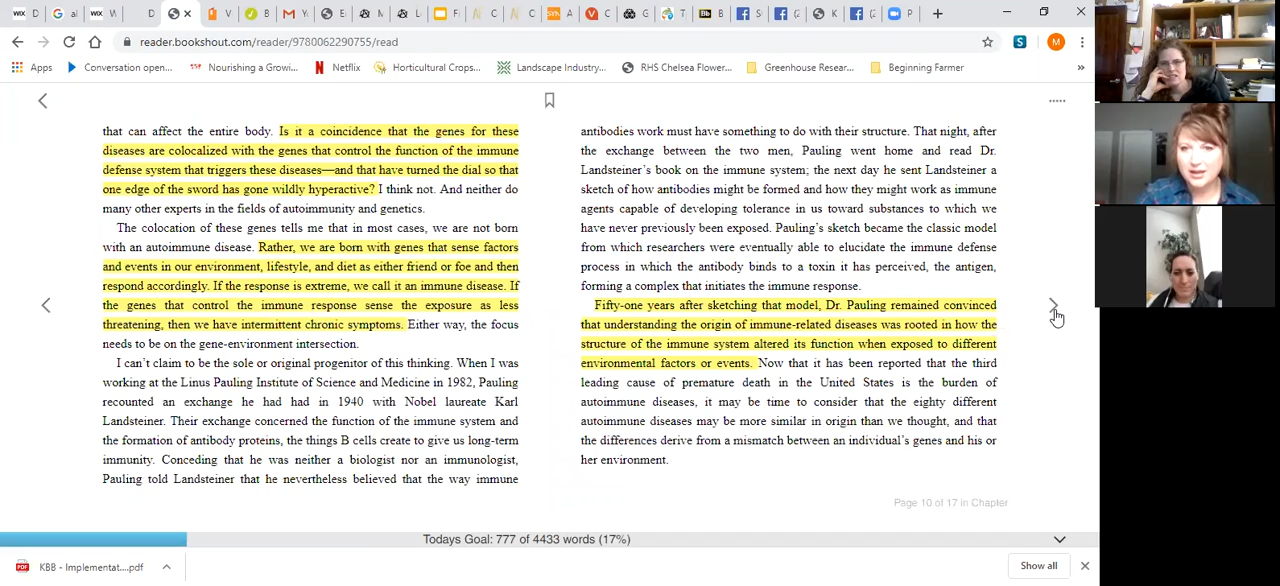 WX D
G al
WX W
D
S
V
B
Y
E
M
L
F
C
C
SYN A
C
G
T
Bb B
f S
f (
K
f (
P
reader.bookshout.com/reader/9780062290755/read
S
M
Apps
Conversation open...
Nourishing a Growi...
Netflix
Horticultural Crops...
Landscape Industry...
RHS Chelsea Flower...
Greenhouse Resear...
Beginning Farmer
»
that can affect the entire body. Is it a coincidence that the genes for these
diseases are colocalized with the genes that control the function of the immune
defense system that triggers these diseases—and that have turned the dial so that
one edge of the sword has gone wildly hyperactive? I think not. And neither do
many other experts in the fields of autoimmunity and genetics.
The colocation of these genes tells me that in most cases, we are not born
with an autoimmune disease. Rather, we are born with genes that sense factors
and events in our environment, lifestyle, and diet as either friend or foe and then
respond accordingly. If the response is extreme, we call it an immune disease. If
the genes that control the immune response sense the exposure as less
threatening, then we have intermittent chronic symptoms. Either way, the focus
needs to be on the gene-environment intersection.
I can't claim to be the sole or original progenitor of this thinking. When I was
working at the Linus Pauling Institute of Science and Medicine in 1982, Pauling
recounted an exchange he had had in 1940 with Nobel laureate Karl
Landsteiner. Their exchange concerned the function of the immune system and
the formation of antibody proteins, the things B cells create to give us long-term
immunity. Conceding that he was neither a biologist nor an immunologist,
Pauling told Landsteiner that he nevertheless believed that the way immune
antibodies work must have something to do with their structure. That night, after
the exchange between the two men, Pauling went home and read Dr.
Landsteiner's book on the immune system; the next day he sent Landsteiner a
sketch of how antibodies might be formed and how they might work as immune
agents capable of developing tolerance in us toward substances to which we
have never previously been exposed. Pauling's sketch became the classic model
from which researchers were eventually able to elucidate the immune defense
process in which the antibody binds to a toxin it has perceived, the antigen,
forming a complex that initiates the immune response.
Fifty-one years after sketching that model, Dr. Pauling remained convinced
that understanding the origin of immune-related diseases was rooted in how the
structure of the immune system altered its function when exposed to different
environmental factors or events. Now that it has been reported that the third
leading cause of premature death in the United States is the burden of
autoimmune diseases, it may be time to consider that the eighty different
autoimmune diseases may be more similar in origin than we thought, and that
the differences derive from a mismatch between an individual's genes and his or
her environment.
Page 10 of 17 in Chapter
Todays Goal: 777 of 4433 words (17%)
KBB - Implementat....pdf
Show all